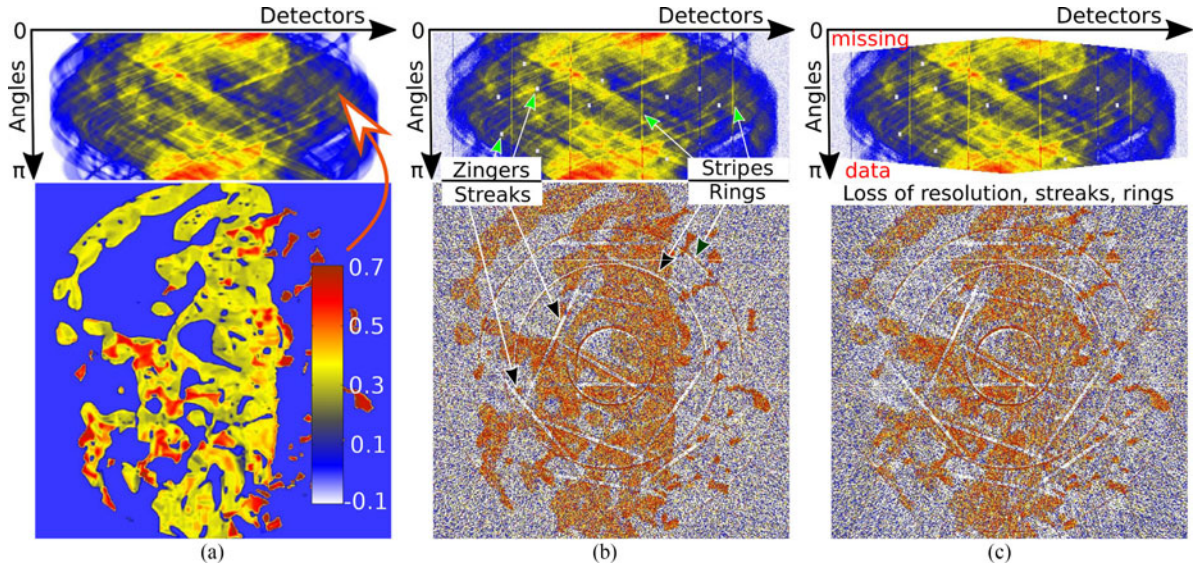 0
Detectors
Angles
π
0.7
0.5
0.3
0.1
-0.1
(a)
0
Detectors
Angles
π
Zingers
Streaks
Stripes
Rings
(b)
0
Detectors
missing
Angles
π
data
Loss of resolution, streaks, rings
(c)